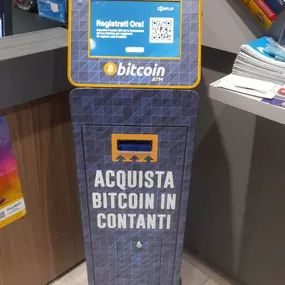 Registrati Ora!
bitcoin
ATM
ACQUISTA
BITCOIN IN
CONTANTI